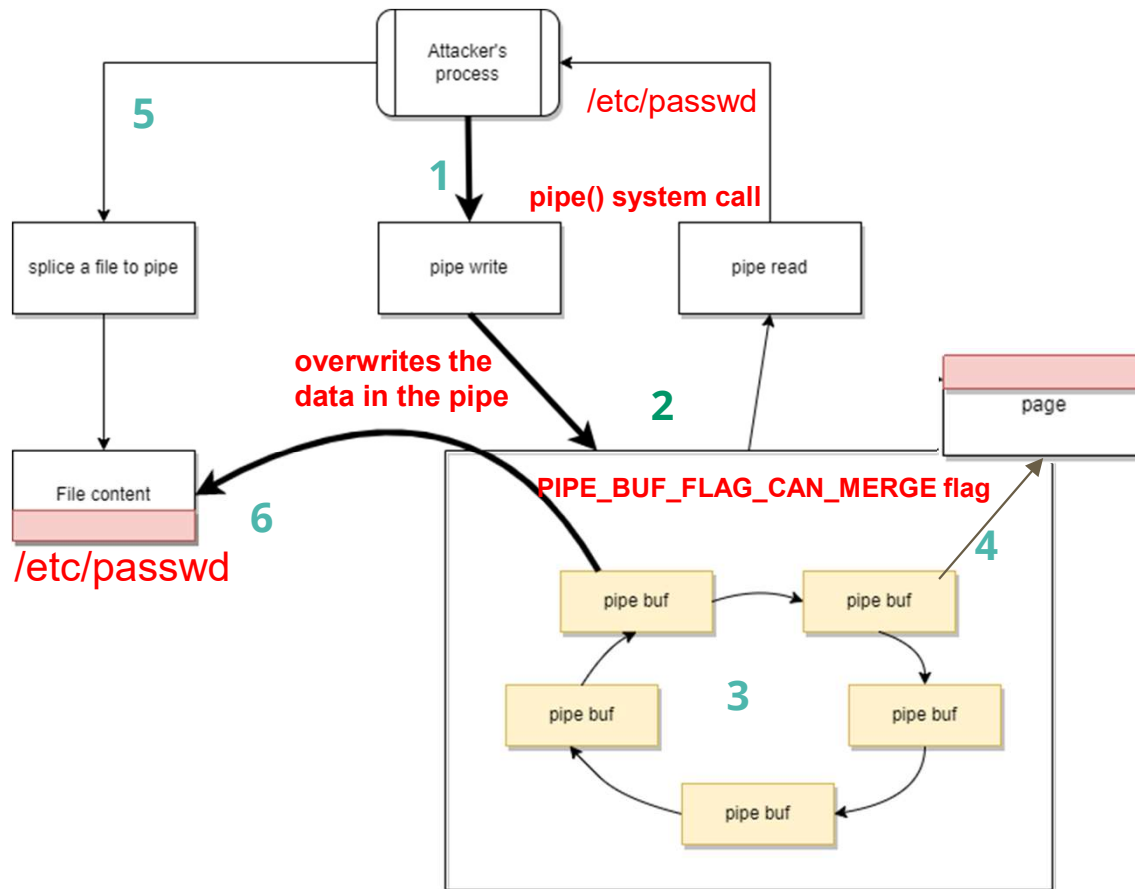 Attacker's
process
/etc/passwd
5
1
pipe() system call
splice a file to pipe
pipe write
pipe read
overwrites the
data in the pipe
2
page
File content
PIPE_BUF_FLAG_CAN_MERGE flag
6
4
/etc/passwd
pipe buf
pipe buf
3
pipe buf
pipe buf
pipe buf